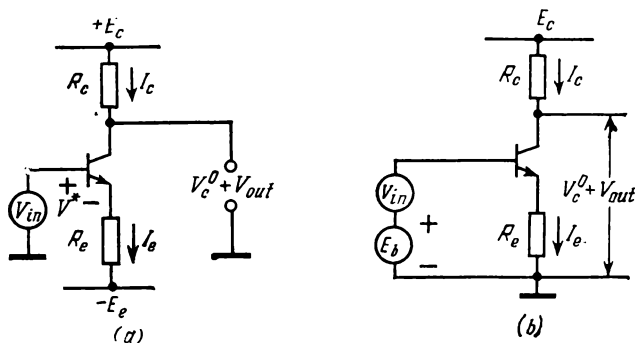 +E_c
R_c
I_c
V_c^0 + V_out
+
V* −
V_in
R_e
I_e
−E_e
(a)
E_c
R_c
I_c
V_c^0 + V_out
V_in
+
E_b
−
R_e
I_e.
(b)